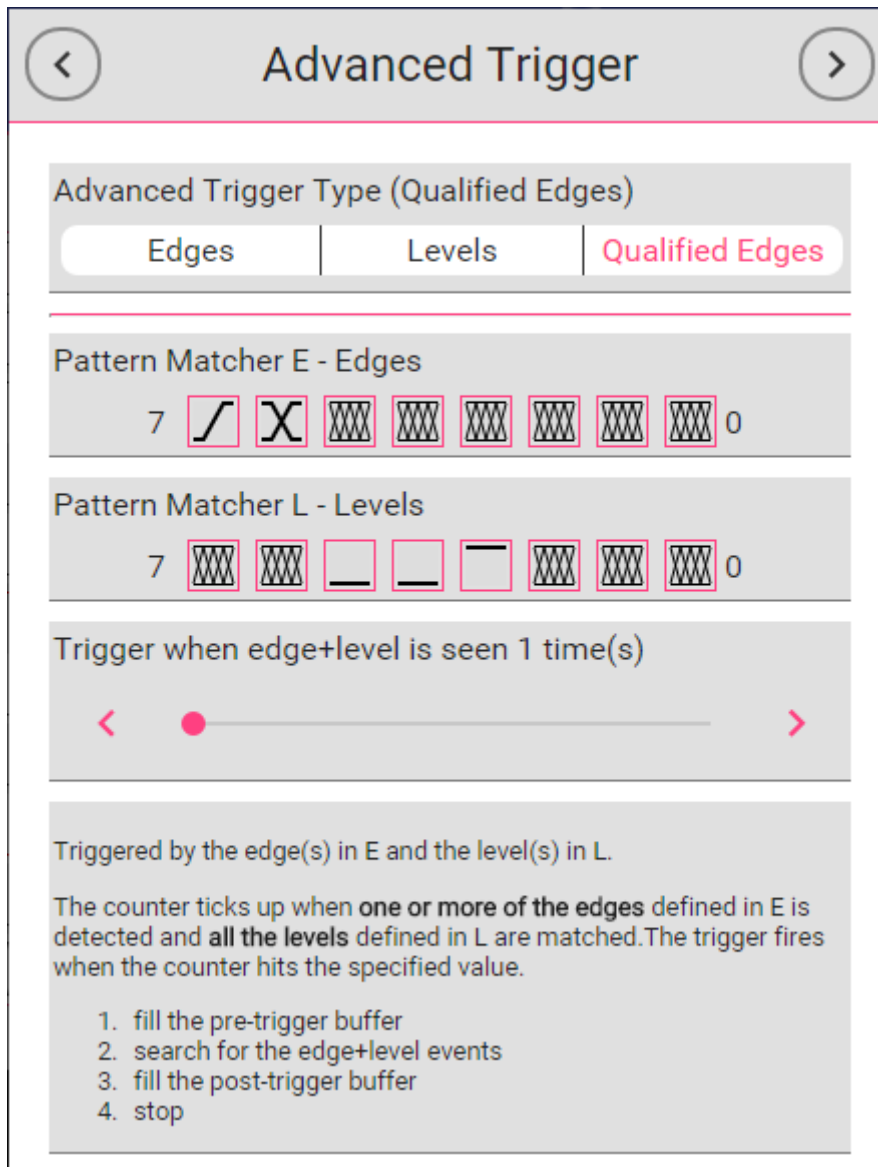 Advanced Trigger
Advanced Trigger Type (Qualified Edges)
Edges
Levels
Qualified Edges
Pattern Matcher E - Edges
7
0
Pattern Matcher L - Levels
7
0
Trigger when edge+level is seen 1 time(s)
Triggered by the edge(s) in E and the level(s) in L.
The counter ticks up when one or more of the edges defined in E is
detected and all the levels defined in L are matched.The trigger fires
when the counter hits the specified value.
1. fill the pre-trigger buffer
2. search for the edge+level events
3. fill the post-trigger buffer
4. stop